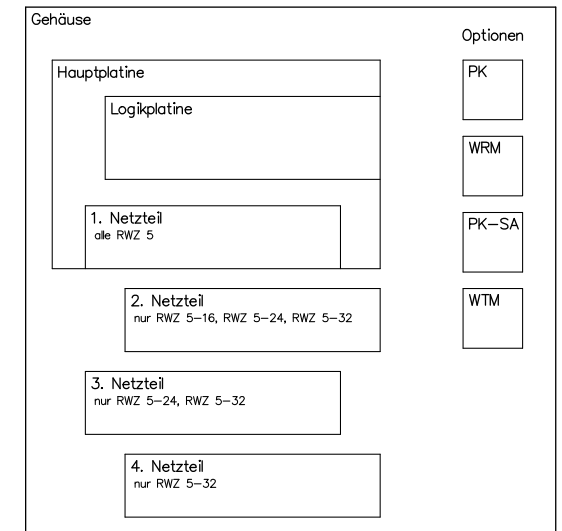 Gehäuse
Optionen
Hauptplatine
PK
Logikplatine
WRM
1. Netzteil
alle RWZ 5
PK-SA
2. Netzteil
nur RWZ 5-16, RWZ 5-24, RWZ 5-32
WTM
3. Netzteil
nur RWZ 5-24, RWZ 5-32
4. Netzteil
nur RWZ 5-32